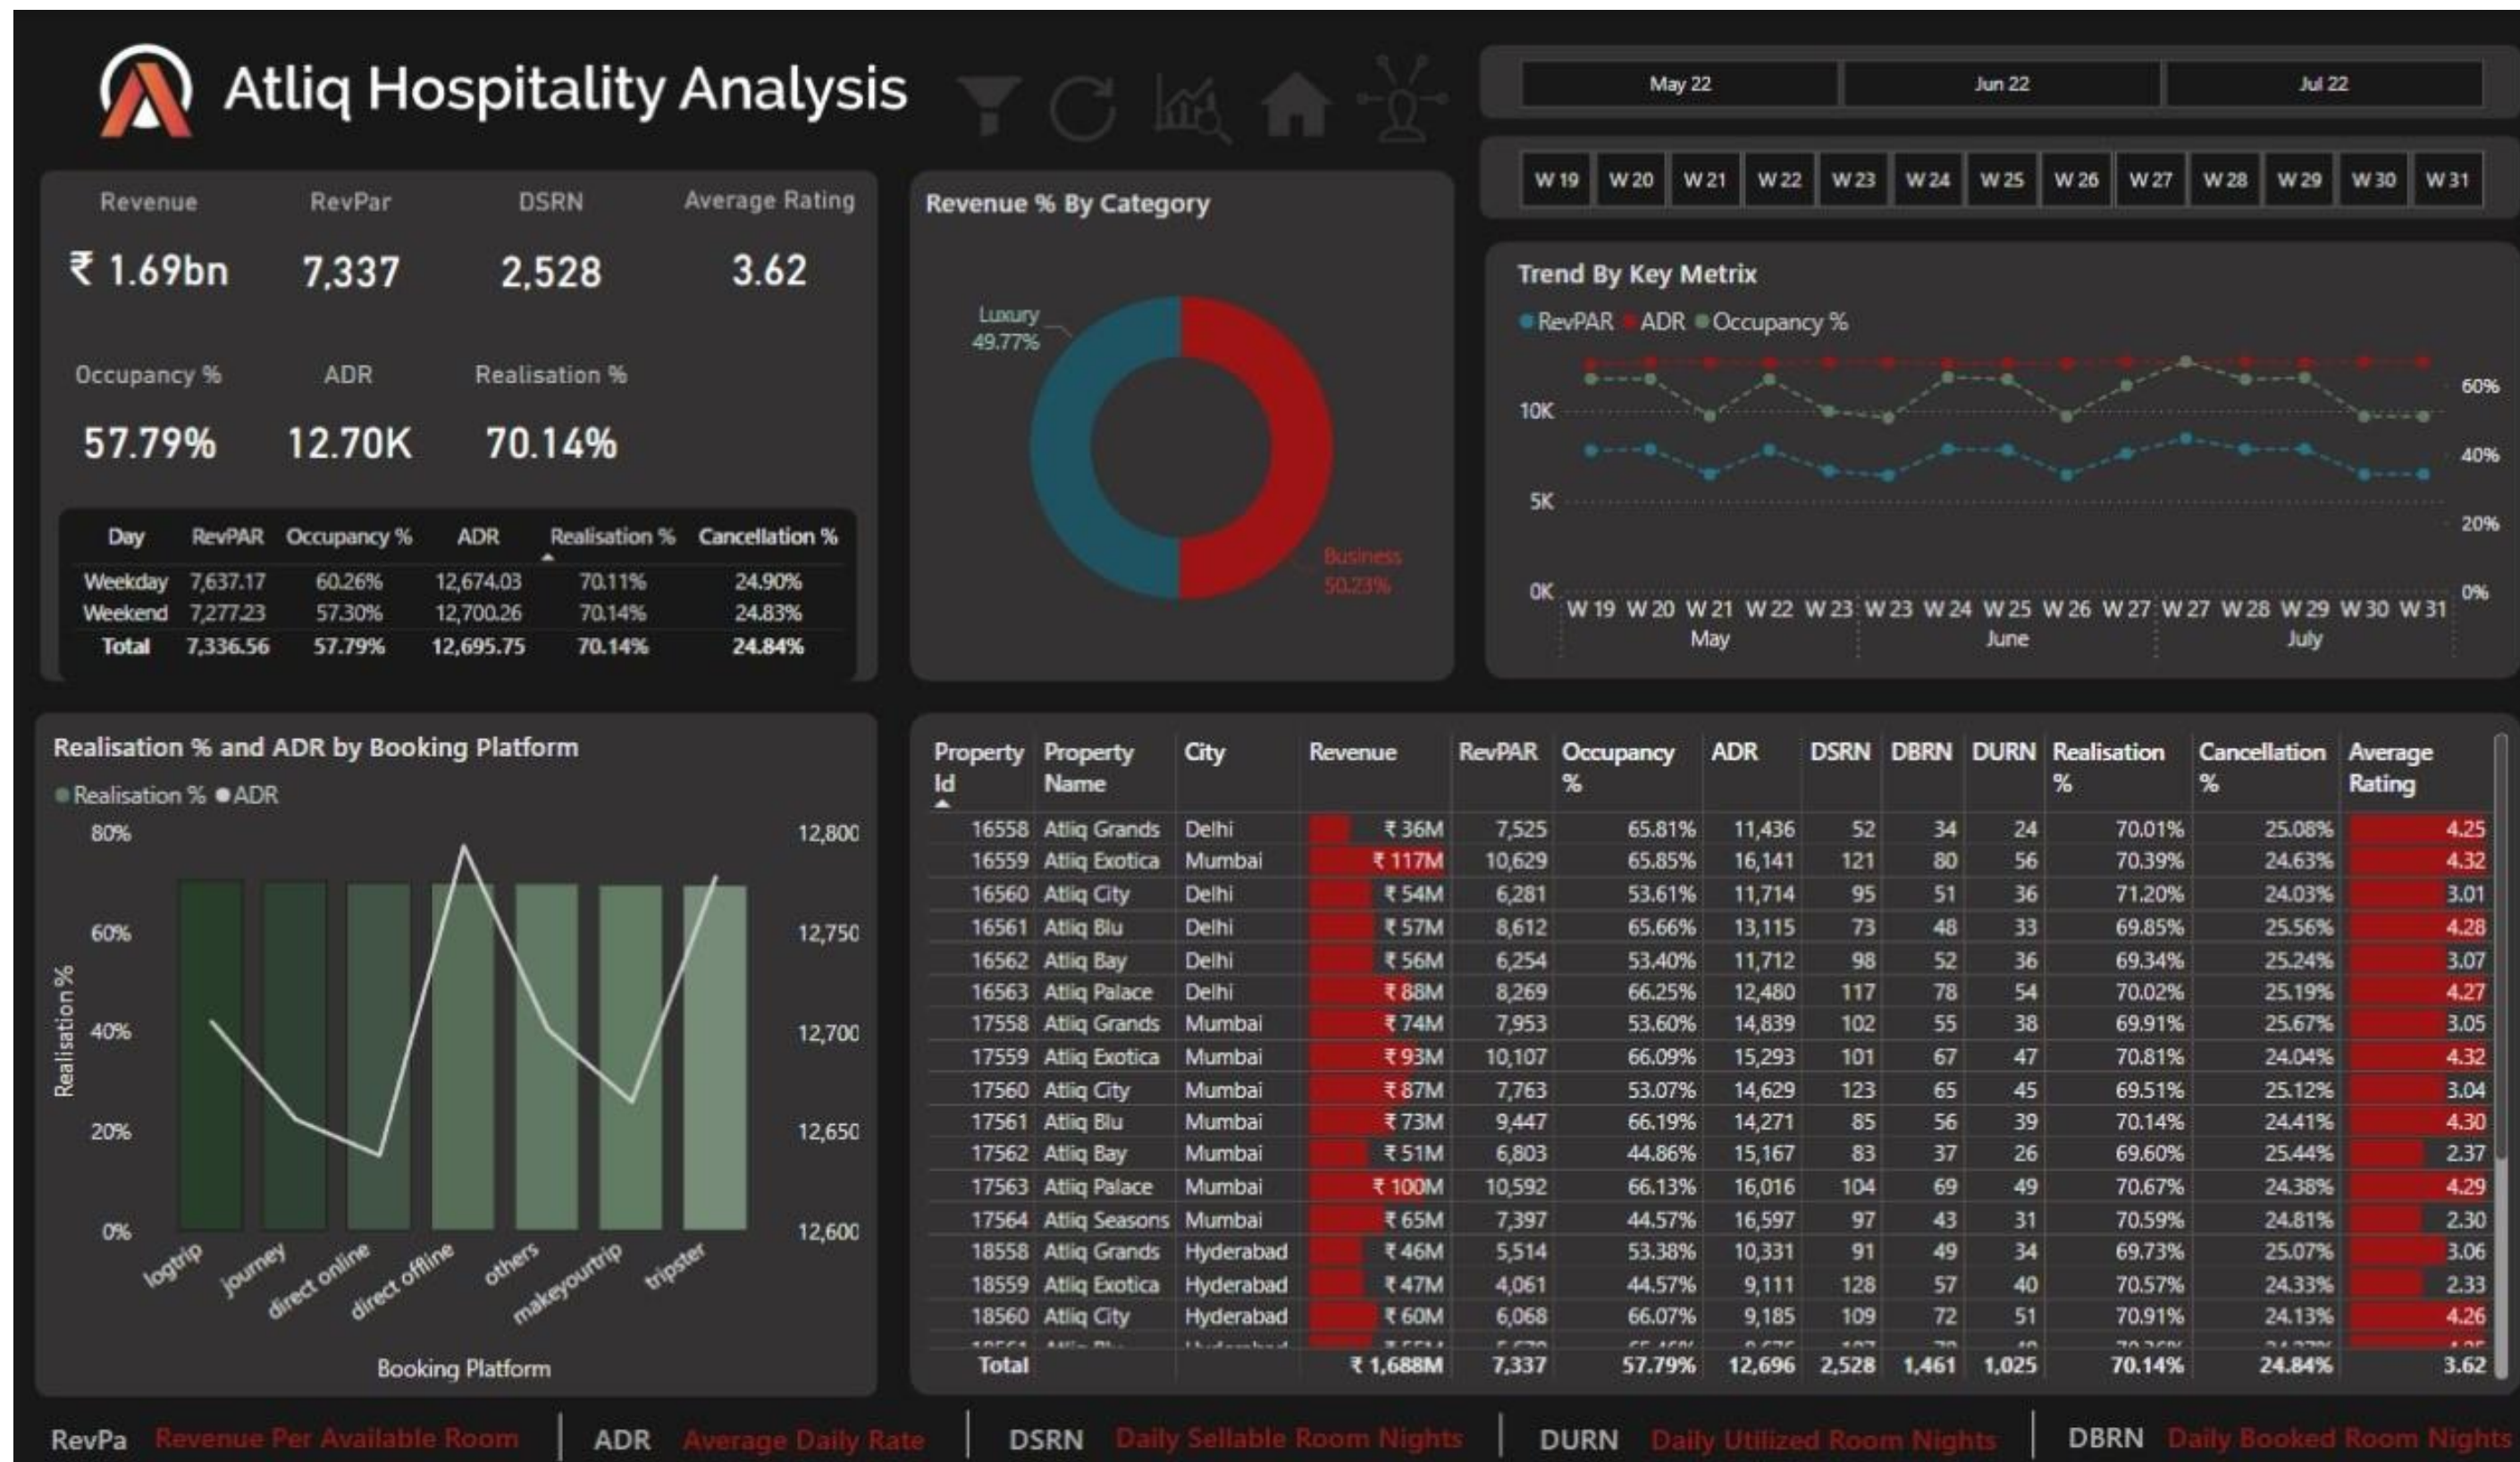 Atliq Hospitality Analysis
May 22 Jun 22 Jul 22
W 19 W 20 W 21 W 22 W 23 W 24 W 25 W 26 W 27 W 28 W 29 W 30 W 31
Revenue RevPar DSRN Average Rating
₹ 1.69bn 7,337 2,528 3.62
Occupancy % ADR Realisation %
57.79% 12.70K 70.14%
Day RevPAR Occupancy % ADR Realisation % Cancellation %
Weekday 7,637.17 60.26% 12,674.03 70.11% 24.90%
Weekend 7,277.23 57.30% 12,700.26 70.14% 24.83%
Total 7,336.56 57.79% 12,695.75 70.14% 24.84%
Revenue % By Category
Luxury
49.77%
Business
50.23%
Trend By Key Metrix
RevPAR ADR Occupancy %
10K
5K
0K
60%
40%
20%
0%
W 19 W 20 W 21 W 22 W 23 W 23 W 24 W 25 W 26 W 27 W 27 W 28 W 29 W 30 W 31
May June July
Realisation % and ADR by Booking Platform
Realisation % ADR
80% 12,800
60% 12,750
40% 12,700
20% 12,650
0% 12,600
Realisation %
logtrip journey direct online direct offline others makeyourtrip tripster
Booking Platform
Property Id Property Name City Revenue RevPAR Occupancy % ADR DSRN DBRN DURN Realisation % Cancellation % Average Rating
16558 Atliq Grands Delhi ₹ 36M 7,525 65.81% 11,436 52 34 24 70.01% 25.08% 4.25
16559 Atliq Exotica Mumbai ₹ 117M 10,629 65.85% 16,141 121 80 56 70.39% 24.63% 4.32
16560 Atliq City Delhi ₹ 54M 6,281 53.61% 11,714 95 51 36 71.20% 24.03% 3.01
16561 Atliq Blu Delhi ₹ 57M 8,612 65.66% 13,115 73 48 33 69.85% 25.56% 4.28
16562 Atliq Bay Delhi ₹ 56M 6,254 53.40% 11,712 98 52 36 69.34% 25.24% 3.07
16563 Atliq Palace Delhi ₹ 88M 8,269 66.25% 12,480 117 78 54 70.02% 25.19% 4.27
17558 Atliq Grands Mumbai ₹ 74M 7,953 53.60% 14,839 102 55 38 69.91% 25.67% 3.05
17559 Atliq Exotica Mumbai ₹ 93M 10,107 66.09% 15,293 101 67 47 70.81% 24.04% 4.32
17560 Atliq City Mumbai ₹ 87M 7,763 53.07% 14,629 123 65 45 69.51% 25.12% 3.04
17561 Atliq Blu Mumbai ₹ 73M 9,447 66.19% 14,271 85 56 39 70.14% 24.41% 4.30
17562 Atliq Bay Mumbai ₹ 51M 6,803 44.86% 15,167 83 37 26 69.60% 25.44% 2.37
17563 Atliq Palace Mumbai ₹ 100M 10,592 66.13% 16,016 104 69 49 70.67% 24.38% 4.29
17564 Atliq Seasons Mumbai ₹ 65M 7,397 44.57% 16,597 97 43 31 70.59% 24.81% 2.30
18558 Atliq Grands Hyderabad ₹ 46M 5,514 53.38% 10,331 91 49 34 69.73% 25.07% 3.06
18559 Atliq Exotica Hyderabad ₹ 47M 4,061 44.57% 9,111 128 57 40 70.57% 24.33% 2.33
18560 Atliq City Hyderabad ₹ 60M 6,068 66.07% 9,185 109 72 51 70.91% 24.13% 4.26
Total ₹ 1,688M 7,337 57.79% 12,696 2,528 1,461 1,025 70.14% 24.84% 3.62
RevPa Revenue Per Available Room ADR Average Daily Rate DSRN Daily Sellable Room Nights DURN Daily Utilized Room Nights DBRN Daily Booked Room Nights